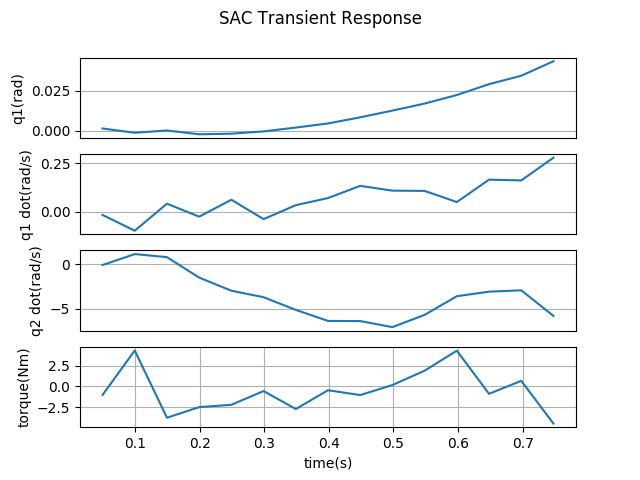 SAC Transient Response
q1(rad)
0.025
0.000
q1 dot(rad/s)
0.25
0.00
q2 dot(rad/s)
0
−5
torque(Nm)
2.5
0.0
−2.5
0.1 0.2 0.3 0.4 0.5 0.6 0.7
time(s)